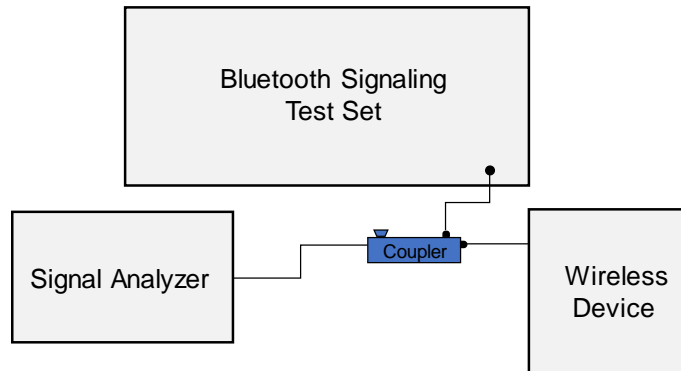 Bluetooth Signaling
Test Set
Signal Analyzer
Coupler
Wireless
Device